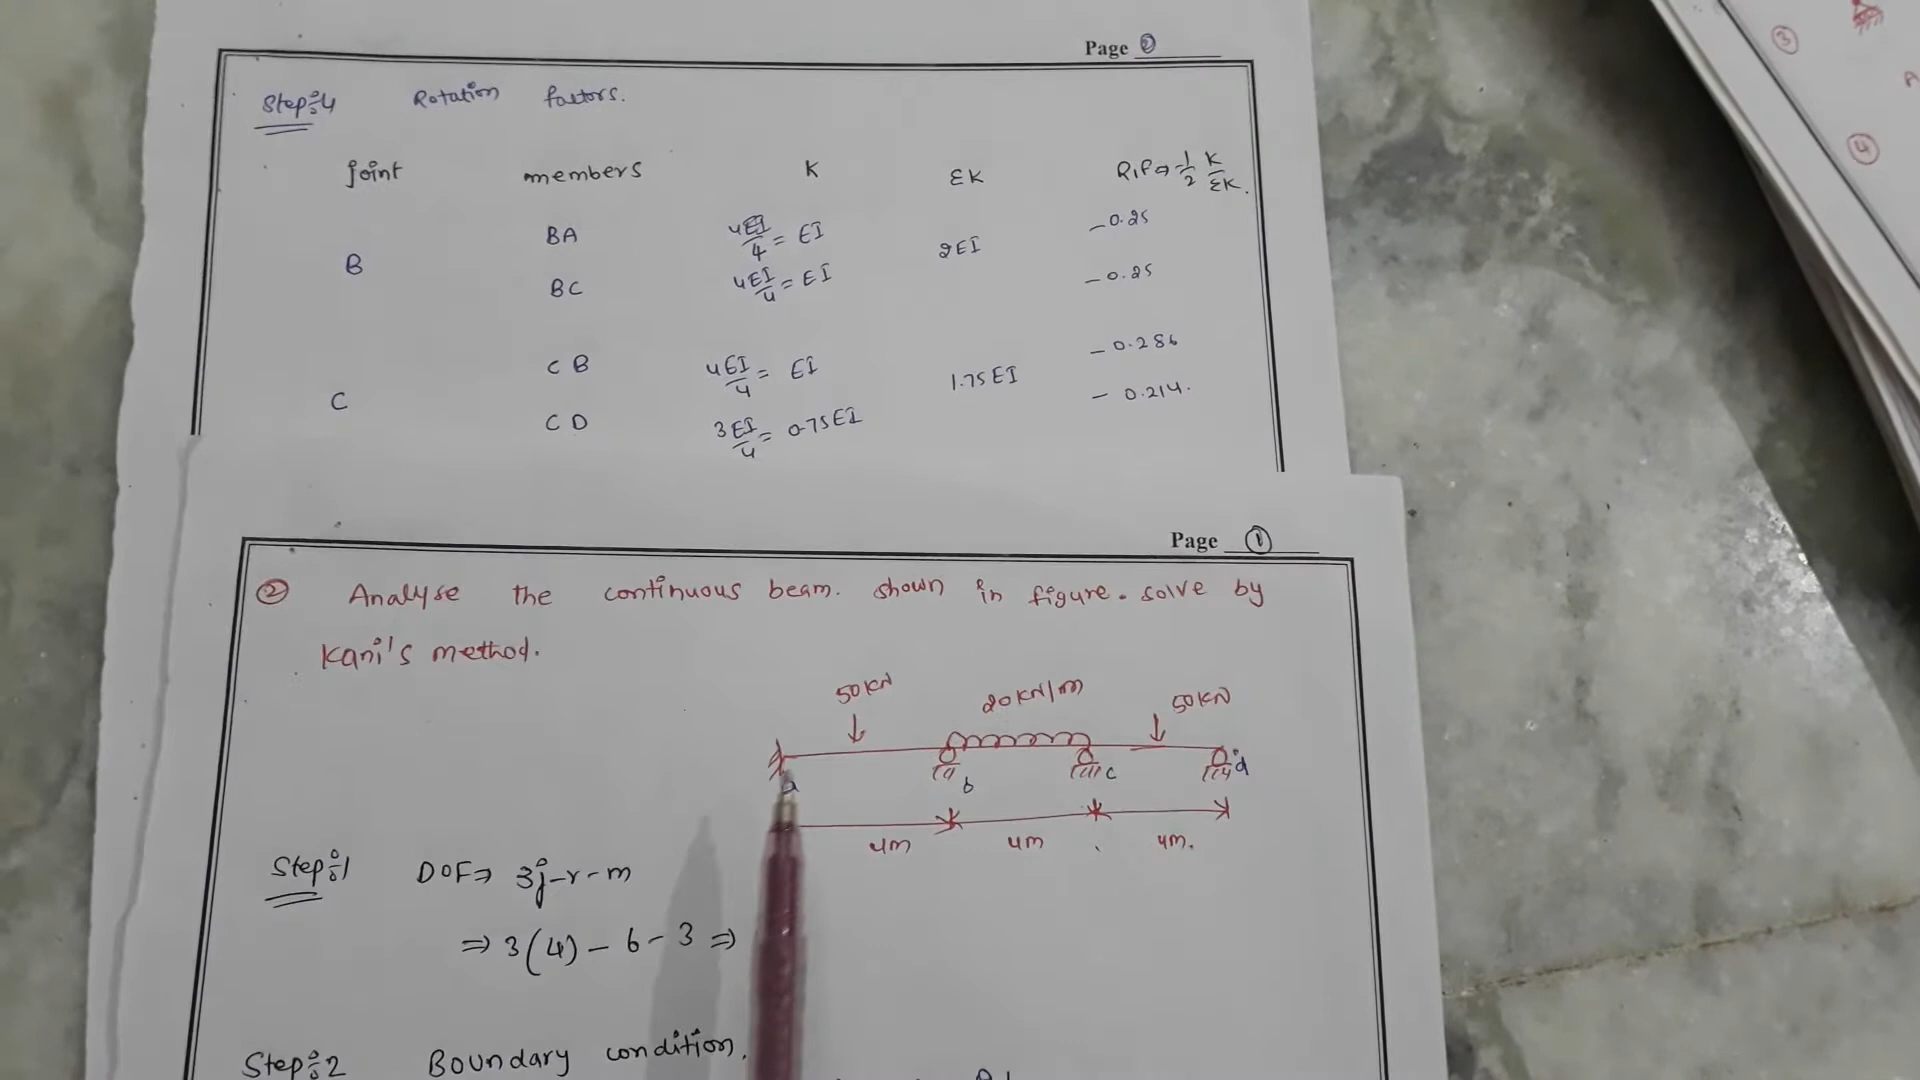 Page ②
Step:4 Rotation factors.
Joint members K ΣK R.F ⇒ -1/2 K/ΣK.
B BA 4EI/4 = EI 2EI -0.25
BC 4EI/4 = EI -0.25
C CB 4EI/4 = EI 1.75EI -0.286
CD 3EI/4 = 0.75EI -0.214.
③
④
Page ①
② Analyse the continuous beam. shown in figure. solve by
Kani's method.
50KN 20KN/m 50KN
a b c d
4m 4m 4m.
Step:1 DOF ⇒ 3j-r-m
⇒ 3(4) - 6 - 3 ⇒
Step:2 Boundary condition.